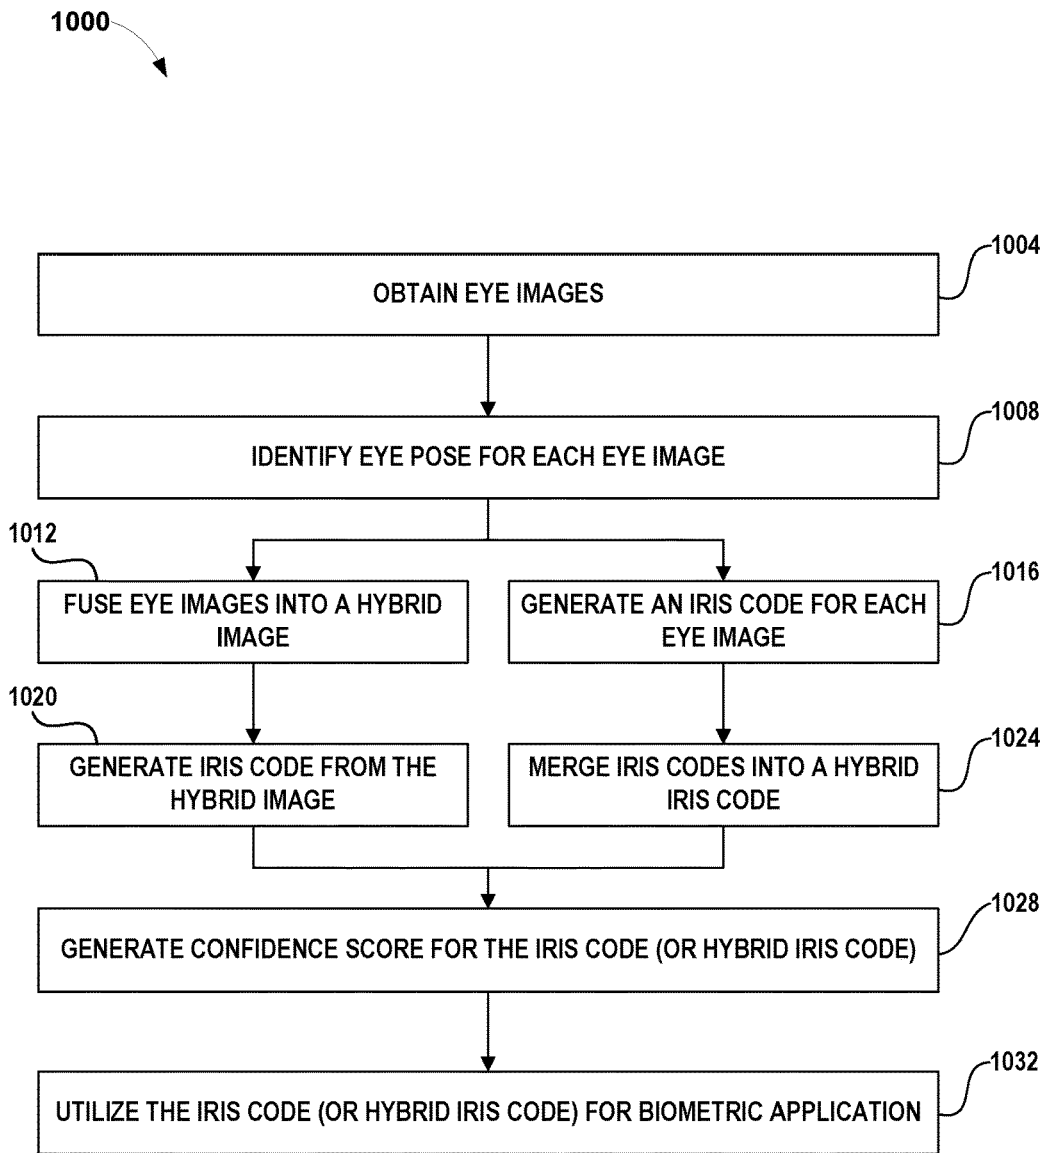 1000
1004
OBTAIN EYE IMAGES
1008
IDENTIFY EYE POSE FOR EACH EYE IMAGE
1012
FUSE EYE IMAGES INTO A HYBRID
IMAGE
1016
GENERATE AN IRIS CODE FOR EACH
EYE IMAGE
1020
GENERATE IRIS CODE FROM THE
HYBRID IMAGE
1024
MERGE IRIS CODES INTO A HYBRID
IRIS CODE
1028
GENERATE CONFIDENCE SCORE FOR THE IRIS CODE (OR HYBRID IRIS CODE)
1032
UTILIZE THE IRIS CODE (OR HYBRID IRIS CODE) FOR BIOMETRIC APPLICATION